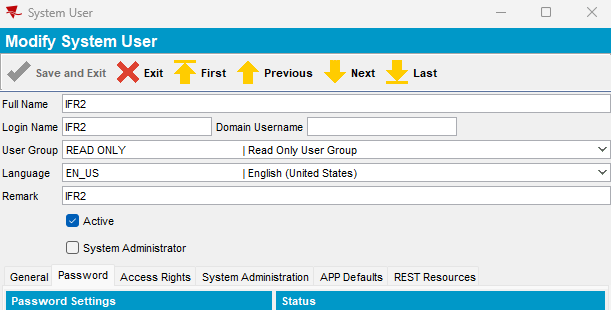 System User
Modify System User
Save and Exit Exit First Previous Next Last
Full Name IFR2
Login Name IFR2 Domain Username
User Group READ ONLY | Read Only User Group
Language EN_US | English (United States)
Remark IFR2
Active
System Administrator
General Password Access Rights System Administration APP Defaults REST Resources
Password Settings Status